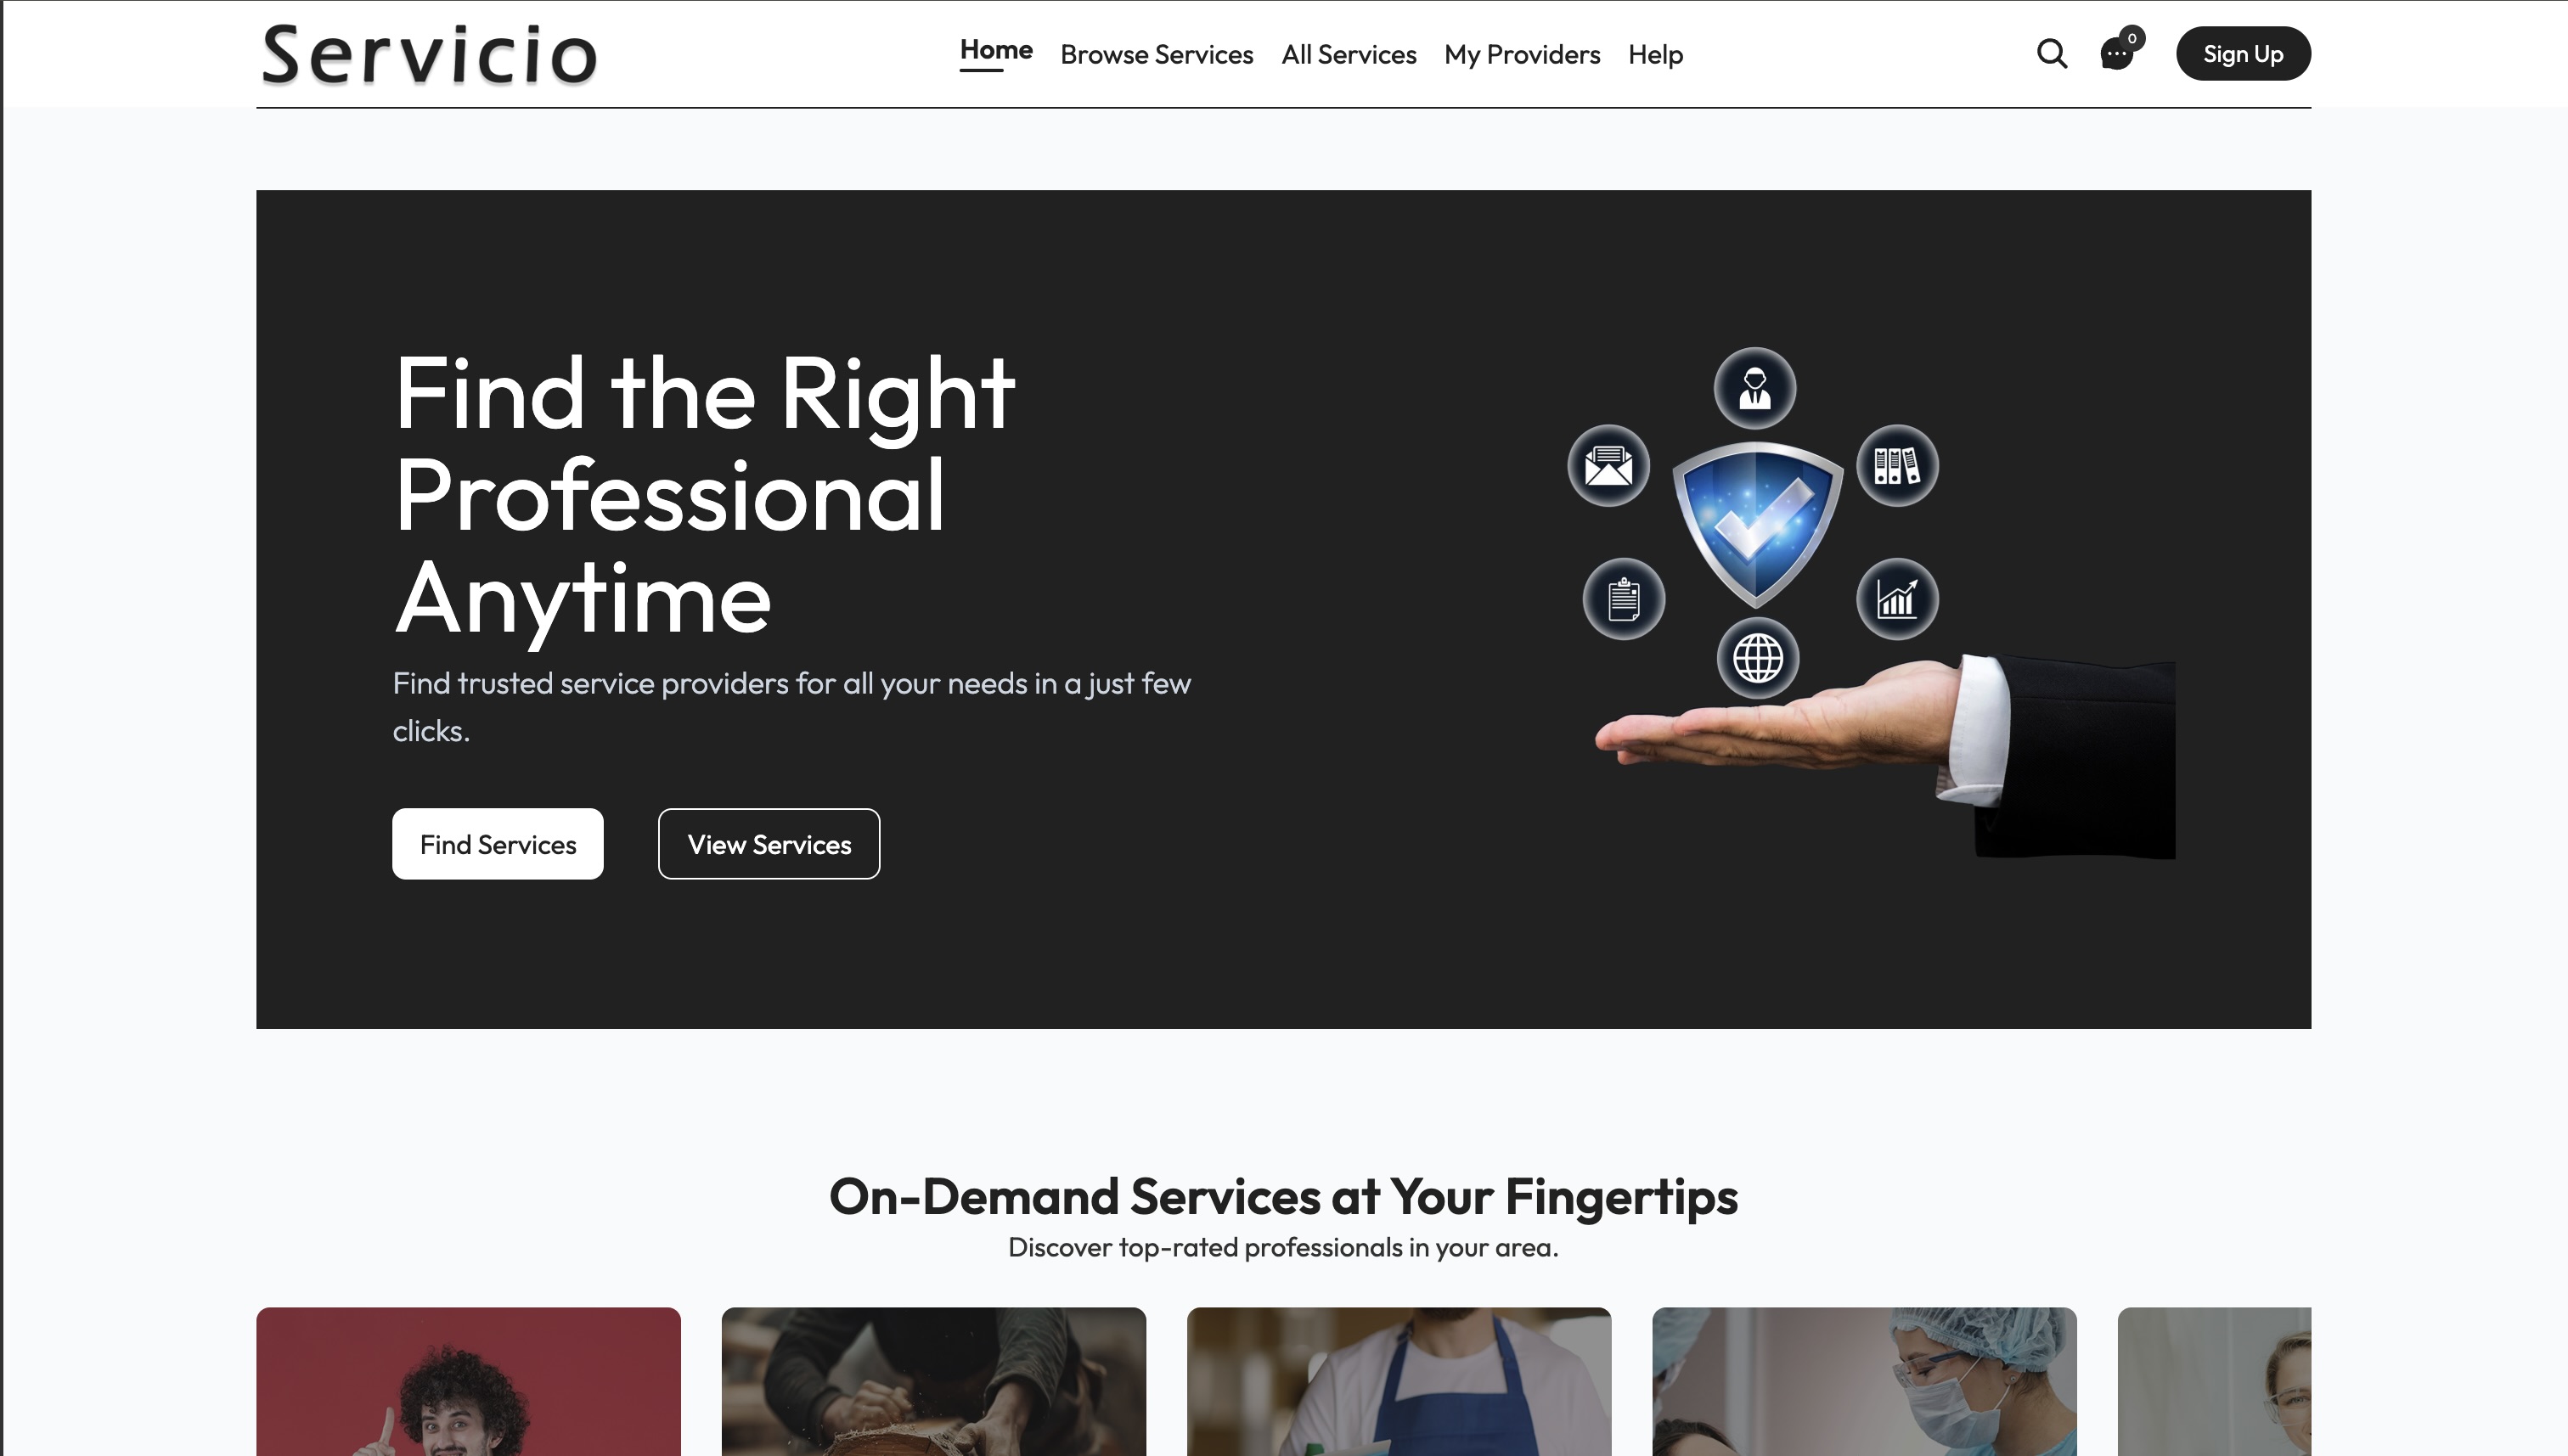 Servicio
Home
Browse Services
All Services
My Providers
Help
0
Sign Up
Find the Right
Professional
Anytime
Find trusted service providers for all your needs in a just few
clicks.
Find Services
View Services
On-Demand Services at Your Fingertips
Discover top-rated professionals in your area.